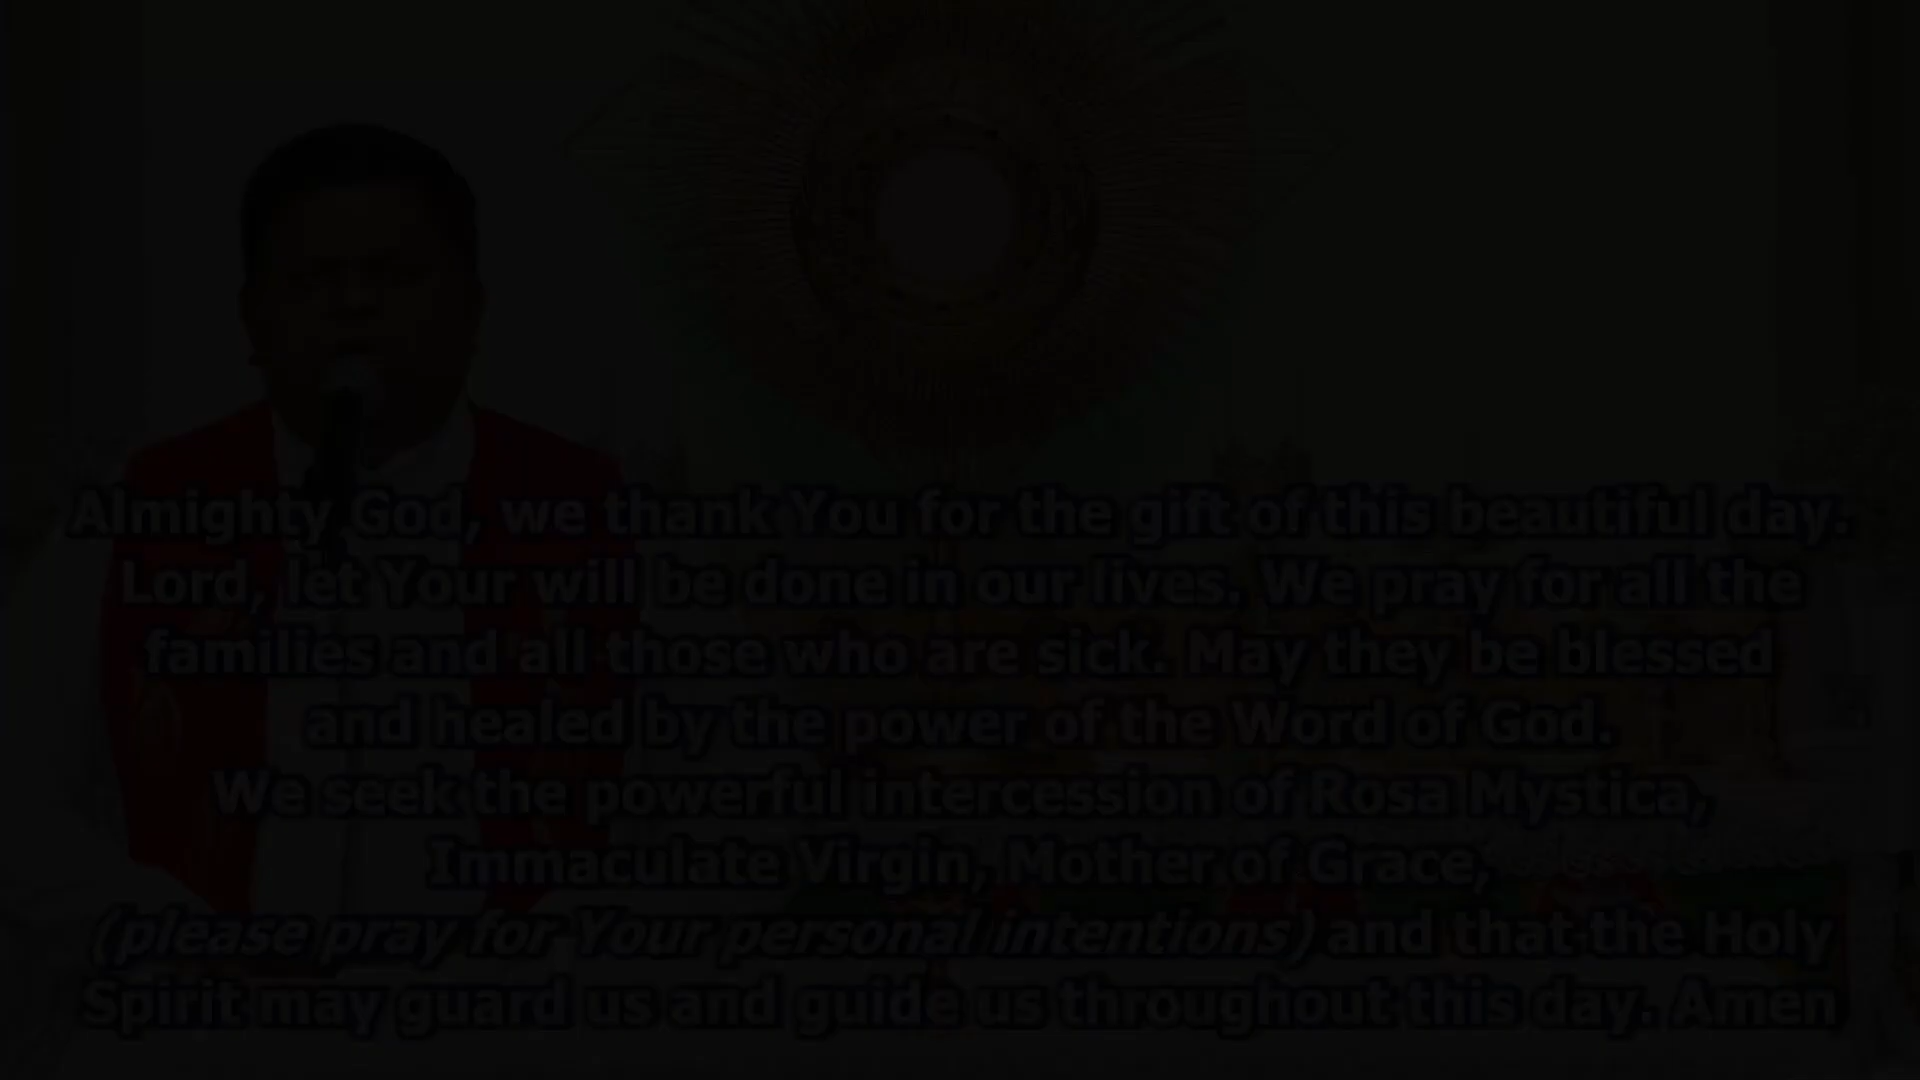 Almighty God, we thank You for the gift of this beautiful day.
Lord, let Your will be done in our lives. We pray for all the
families and all those who are sick. May they be blessed
and healed by the power of the Word of God.
We seek the powerful intercession of Rosa Mystica,
Immaculate Virgin, Mother of Grace,
(please pray for Your personal intentions) and that the Holy
Spirit may guard us and guide us throughout this day. Amen